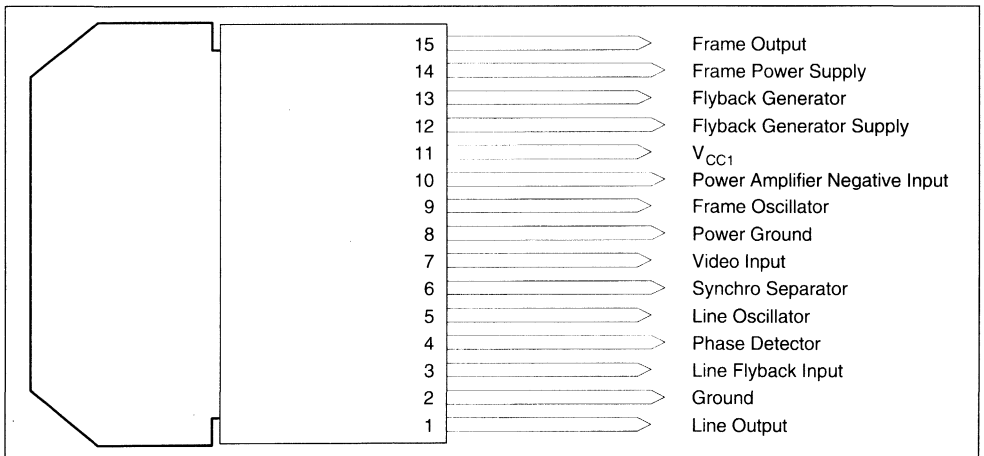 15 Frame Output
14 Frame Power Supply
13 Flyback Generator
12 Flyback Generator Supply
11 VCC1
10 Power Amplifier Negative Input
9 Frame Oscillator
8 Power Ground
7 Video Input
6 Synchro Separator
5 Line Oscillator
4 Phase Detector
3 Line Flyback Input
2 Ground
1 Line Output